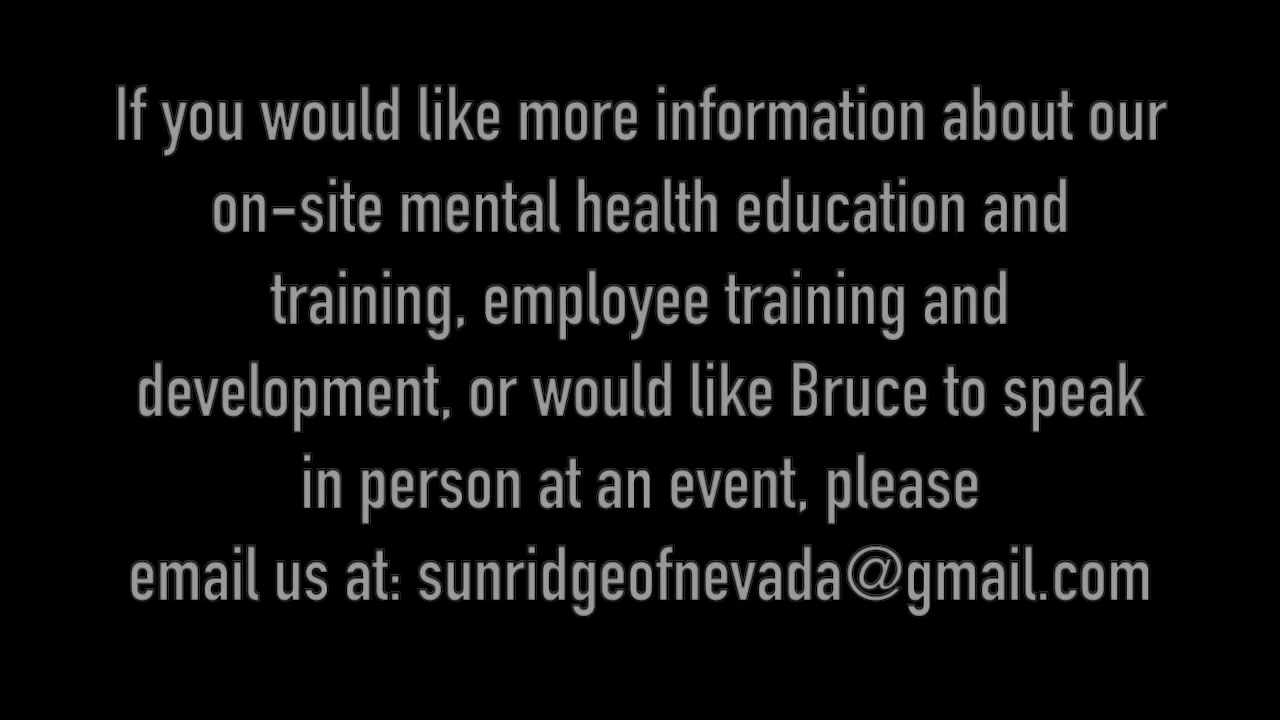 If you would like more information about our
on-site mental health education and
training, employee training and
development, or would like Bruce to speak
in person at an event, please
email us at: sunridgeofnevada@gmail.com